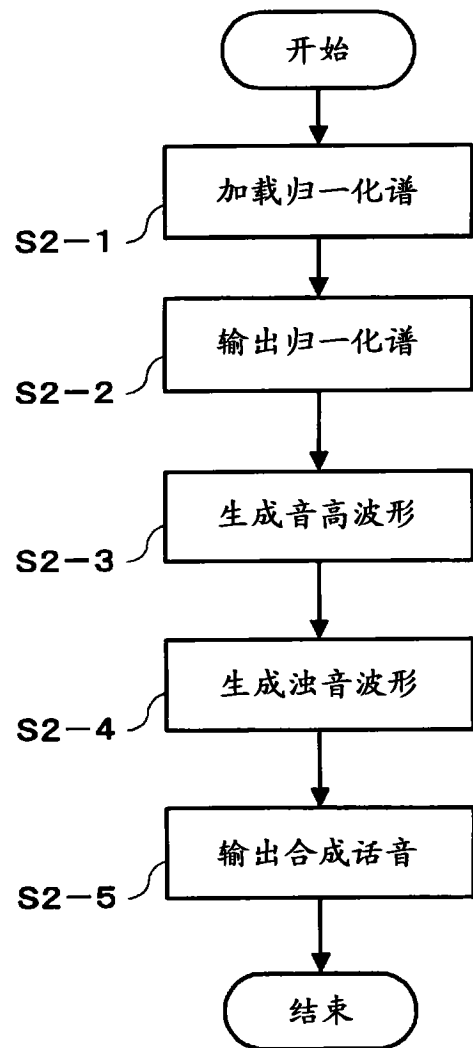 开始
加载归一化谱
S2-1
输出归一化谱
S2-2
生成音高波形
S2-3
生成浊音波形
S2-4
输出合成话音
S2-5
结束